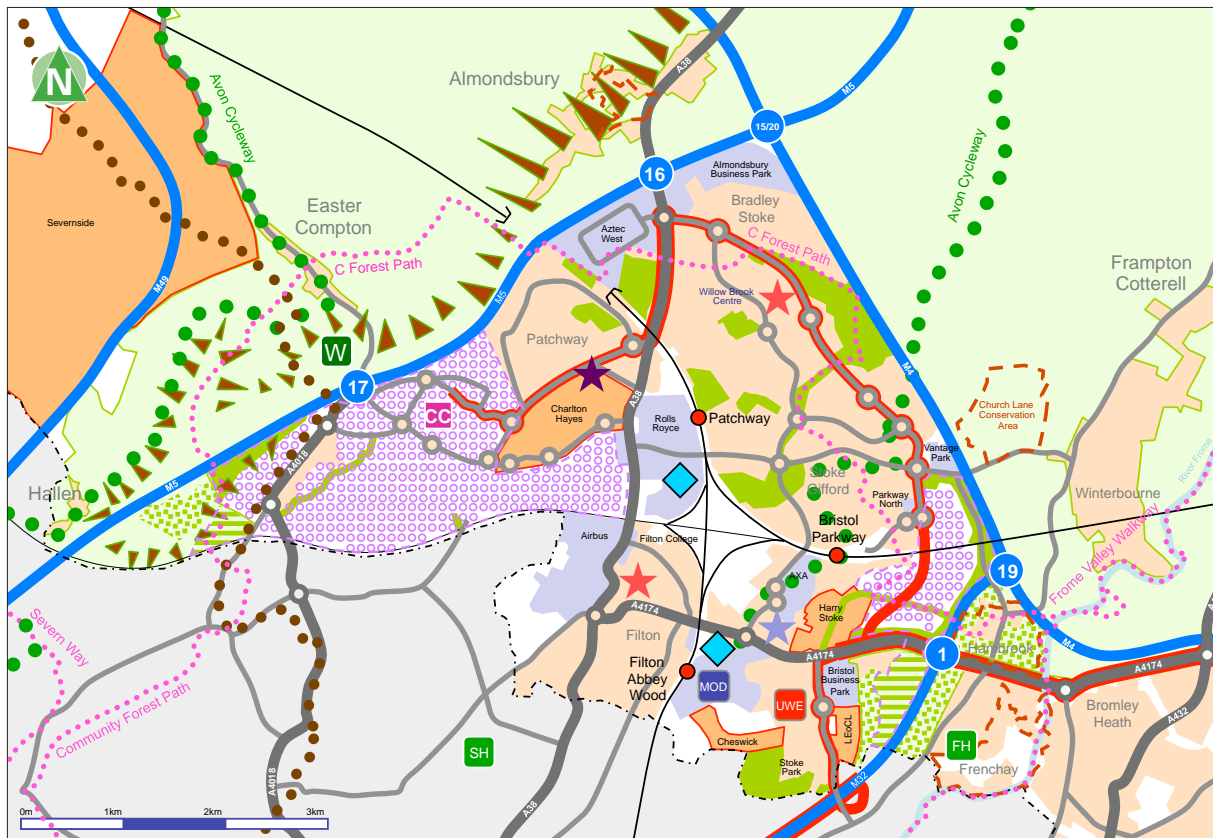 N
Almondsbury
A38
M5
15/20
Avon Cycleway
Almondsbury
Business Park
16
Bradley
Stoke
Easter
Compton
Severnside
Aztec
West
C Forest Path
Avon Cycleway
C Forest Path
Frampton
Cotterell
M49
M5
Willow Brook
Centre
Patchway
W
M4
17
CC
Charlton
Hayes
A38
Rolls
Royce
Patchway
Church Lane
Conservation
Area
Vantage
Park
River Frome
A4018
Stoke
Gifford
M5
Hallen
Winterbourne
Parkway
North
Bristol
Parkway
Airbus
Filton College
19
Frome Valley Walkway
AXA
A4174
Harry
Stoke
Severn Way
Filton
Hambrook
M4
1
A4174
A4174
Filton
Abbey
Wood
MOD
Bristol
Business
Park
UWE
Bromley
Heath
A432
Community Forest Path
LEoCL
Cheswick
SH
FH
Stoke
Park
Frenchay
M32
A4018
A38
0m
1km
2km
3km